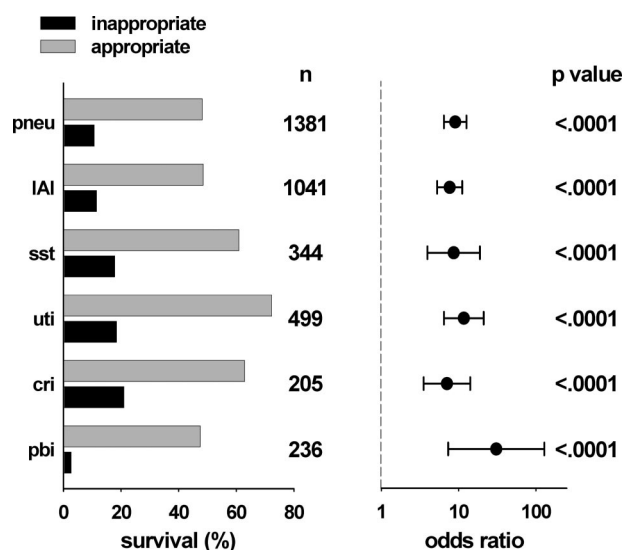 inappropriate
appropriate
n
p value
pneu 1381 <.0001
IAI 1041 <.0001
sst 344 <.0001
uti 499 <.0001
cri 205 <.0001
pbi 236 <.0001
0 20 40 60 80 1 10 100
survival (%) odds ratio